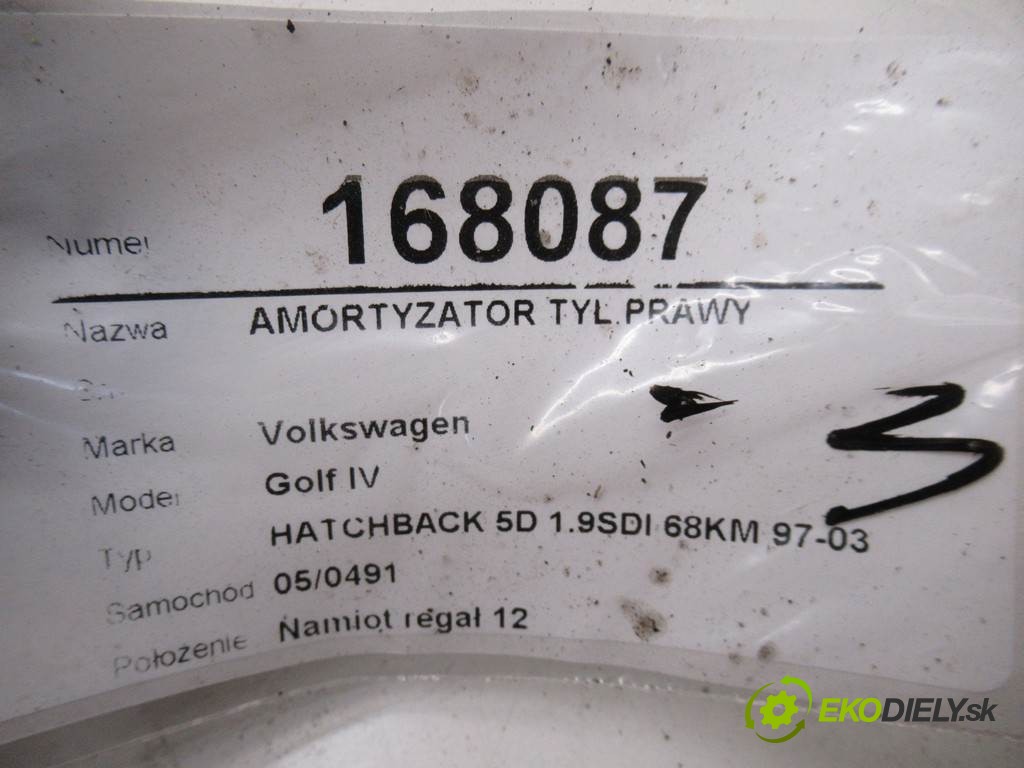 Numer 168087
Nazwa AMORTYZATOR TYL.PRAWY
Marka Volkswagen
Model Golf IV
Typ HATCHBACK 5D 1.9SDI 68KM 97-03
Samochód 05/0491
Położenie Namiot regał 12
3
EKODIELY.sk